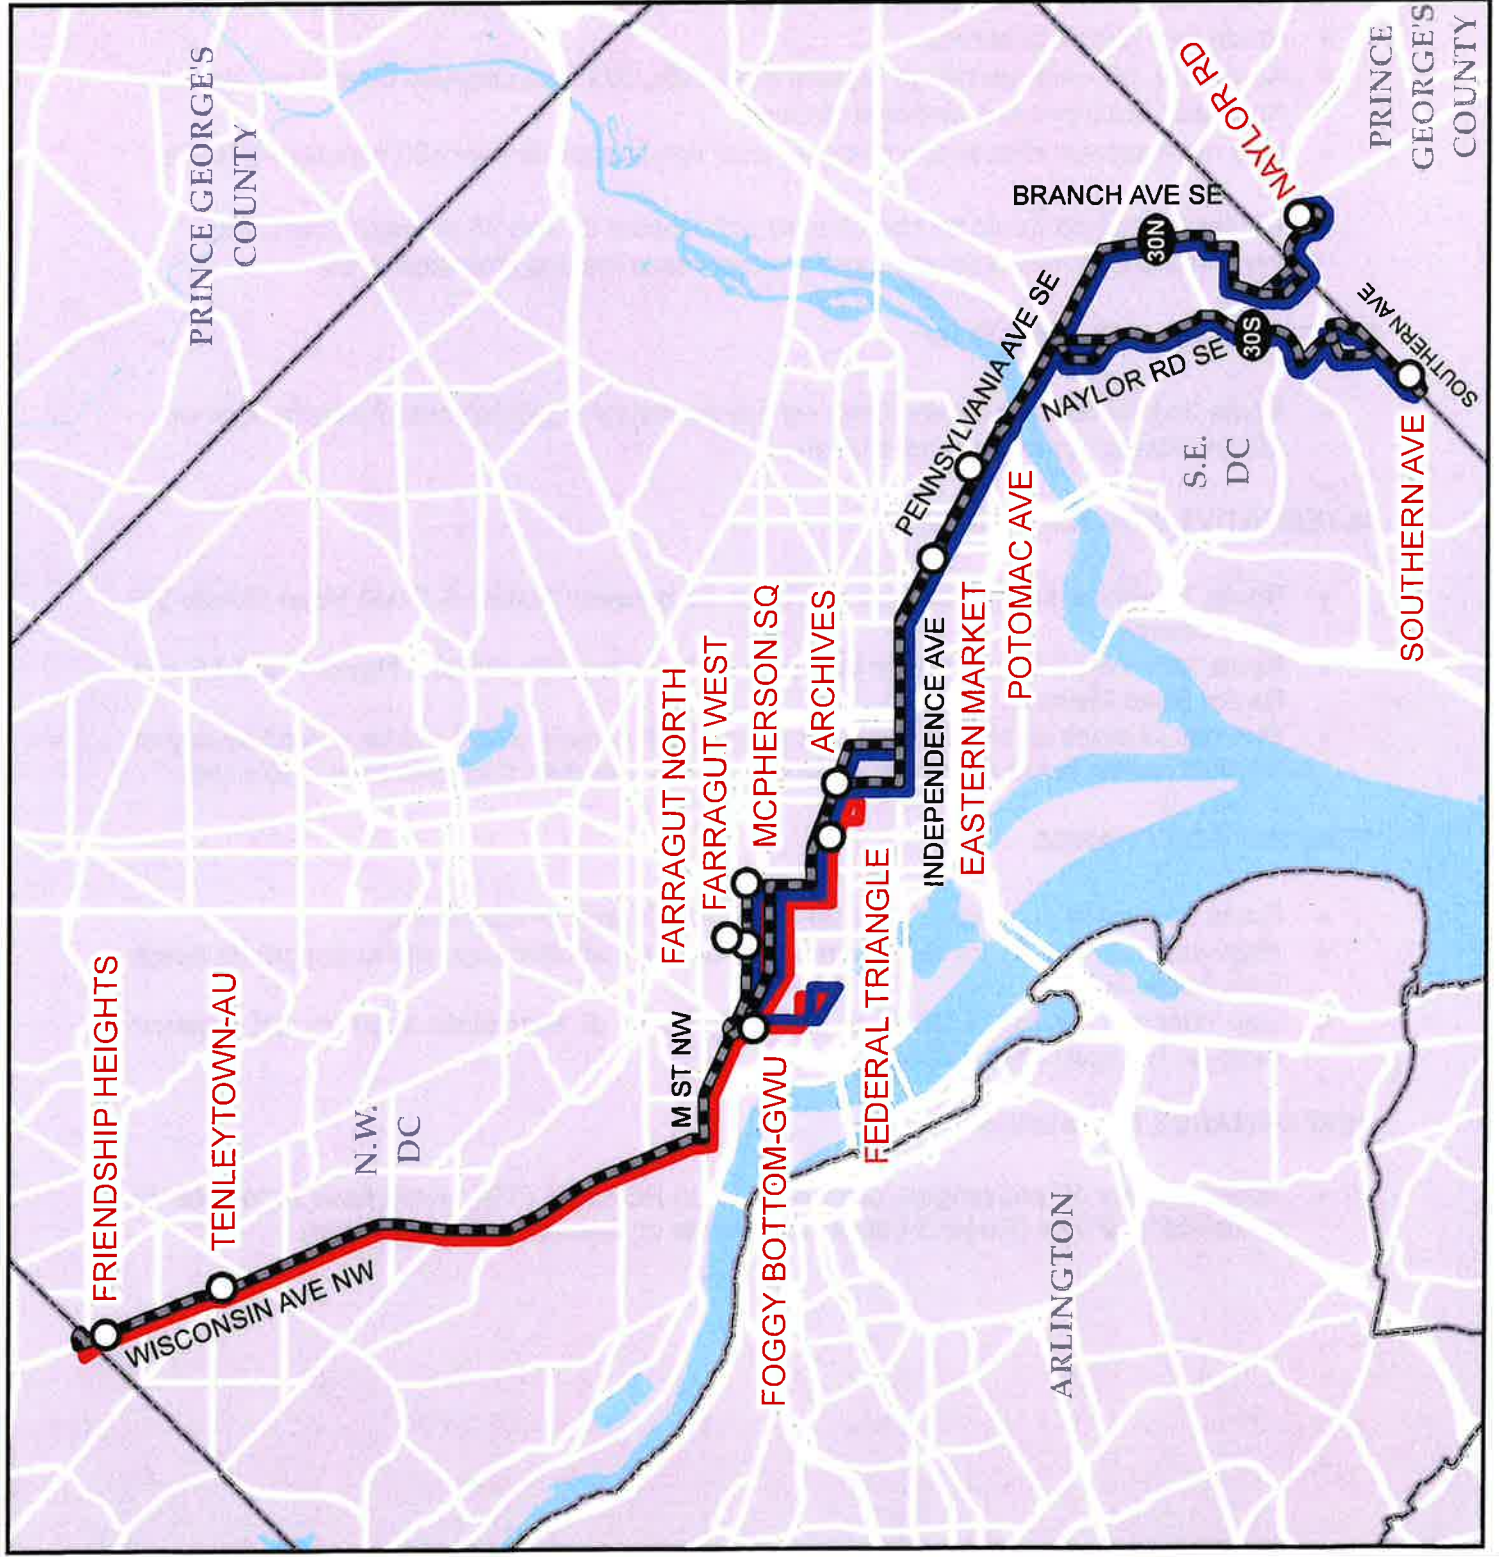 PRINCE GEORGE'S
COUNTY
PRINCE
GEORGE'S
COUNTY
NAYLOR RD
BRANCH AVE SE
30N
PENNSYLVANIA AVE SE
30S
NAYLOR RD SE
SOUTHERN AVE
S.E.
DC
SOUTHERN AVE
POTOMAC AVE
EASTERN MARKET
INDEPENDENCE AVE
ARCHIVES
MCPHERSON SQ
FARRAGUT WEST
FARRAGUT NORTH
FEDERAL TRIANGLE
FOGGY BOTTOM-GWU
M ST NW
FRIENDSHIP HEIGHTS
TENLEYTOWN-AU
N.W.
DC
WISCONSIN AVE NW
ARLINGTON